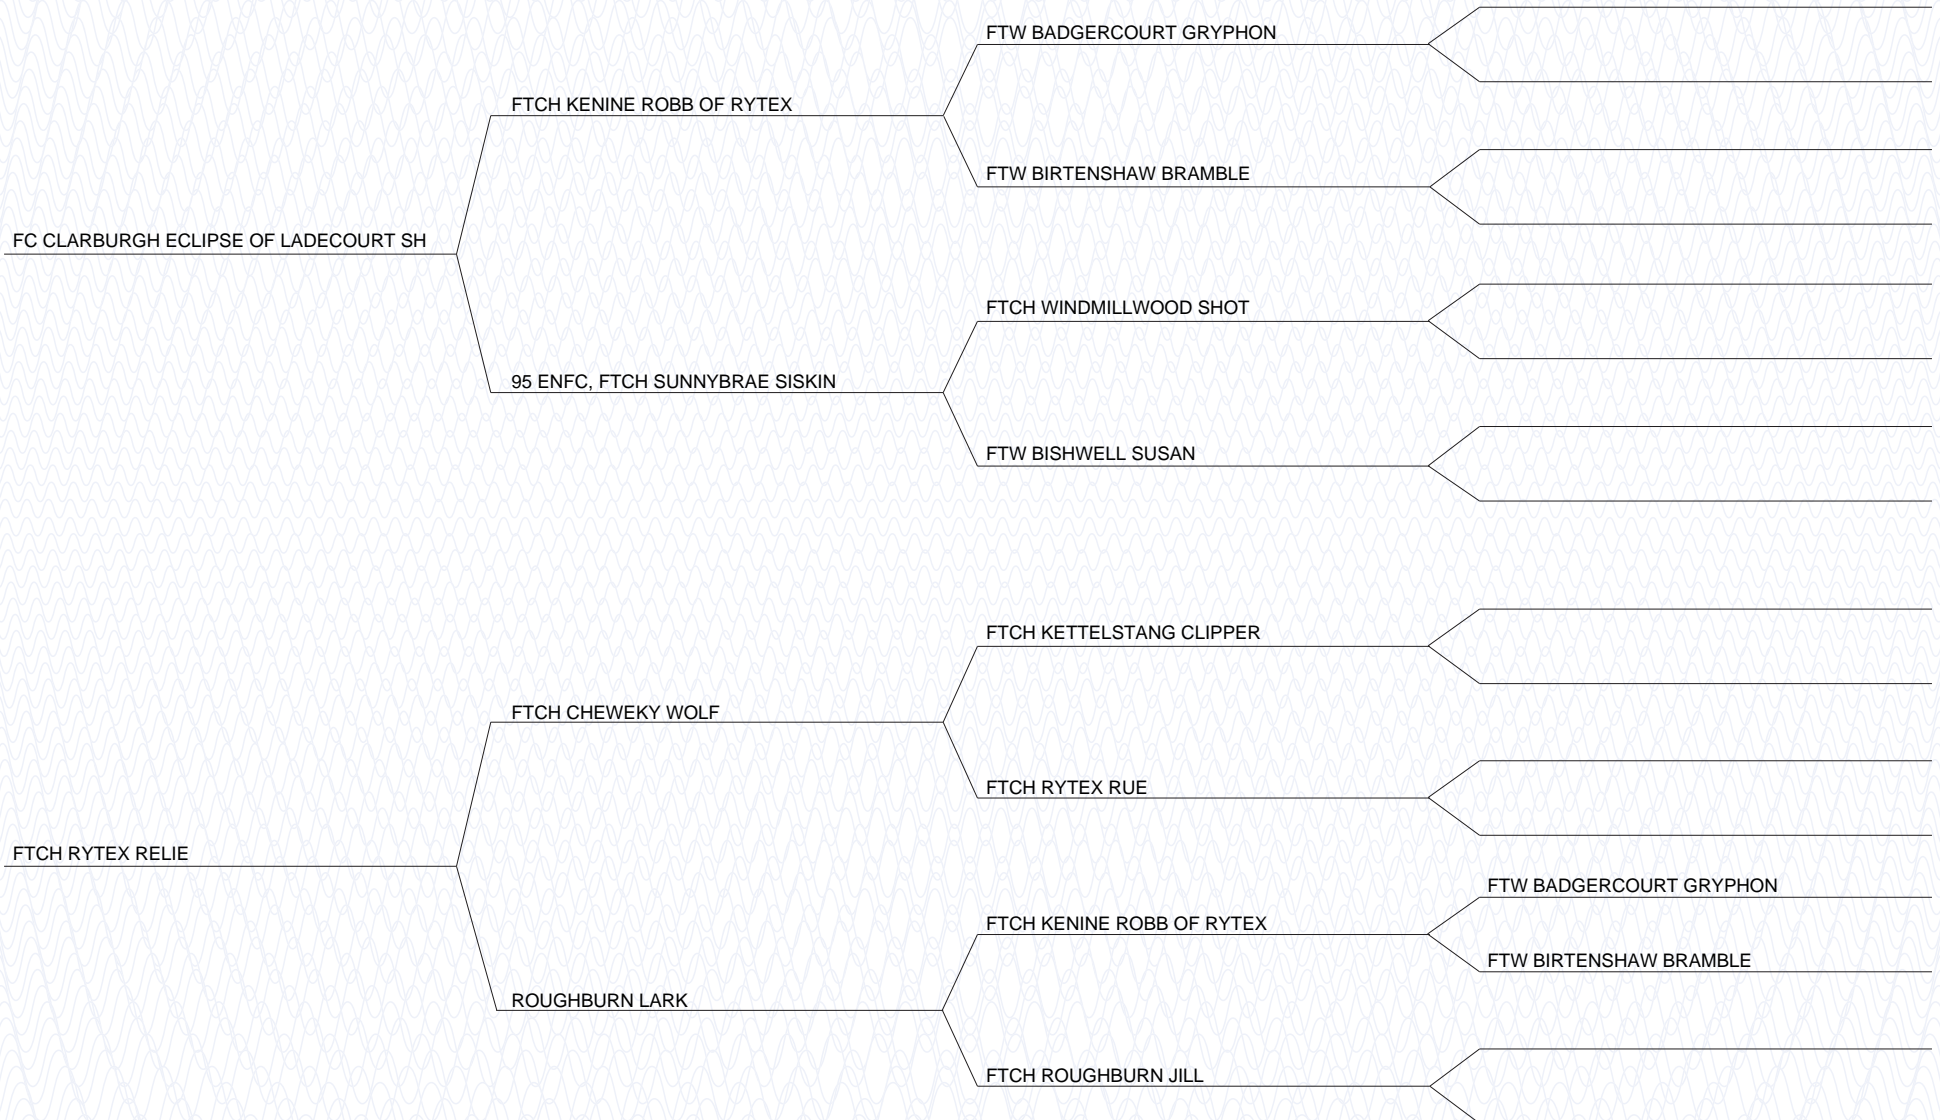 FTW BADGERCOURT GRYPHON
FTCH KENINE ROBB OF RYTEX
FTW BIRTENSHAW BRAMBLE
FC CLARBURGH ECLIPSE OF LADECOURT SH
FTCH WINDMILLWOOD SHOT
95 ENFC, FTCH SUNNYBRAE SISKIN
FTW BISHWELL SUSAN
FTCH KETTELSTANG CLIPPER
FTCH CHEWEKY WOLF
FTCH RYTEX RUE
FTCH RYTEX RELIE
FTW BADGERCOURT GRYPHON
FTCH KENINE ROBB OF RYTEX
FTW BIRTENSHAW BRAMBLE
ROUGHBURN LARK
FTCH ROUGHBURN JILL